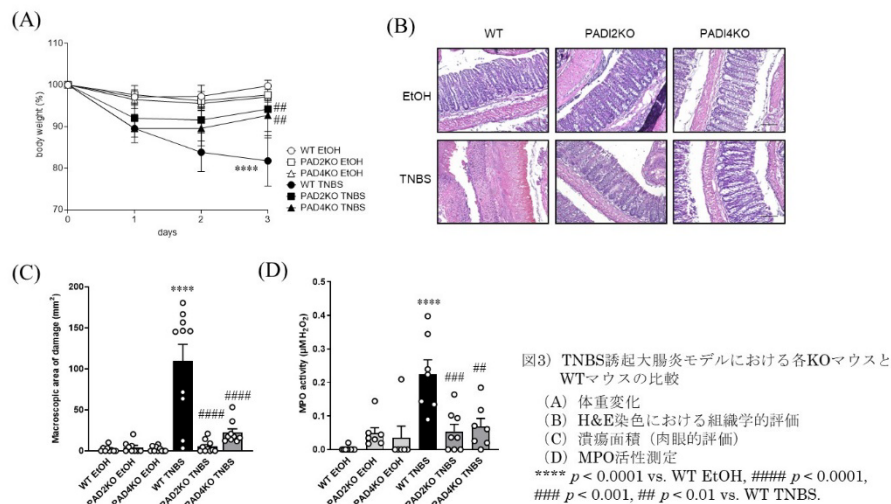 (A)
body weight (%)
110
100
90
80
70
0
1
2
3
days
##
##
****
WT EtOH
PAD2KO EtOH
PAD4KO EtOH
WT TNBS
PAD2KO TNBS
PAD4KO TNBS
(B)
WT
PADI2KO
PADI4KO
EtOH
TNBS
(C)
Macroscopic area of damage (mm²)
200
150
100
50
0
****
####
####
WT EtOH
PAD2KO EtOH
PAD4KO EtOH
WT TNBS
PAD2KO TNBS
PAD4KO TNBS
(D)
MPO activity (µM H₂O₂)
0.5
0.4
0.3
0.2
0.1
0.0
****
###
##
WT EtOH
PAD2KO EtOH
PAD4KO EtOH
WT TNBS
PAD2KO TNBS
PAD4KO TNBS
図3) TNBS誘起大腸炎モデルにおける各KOマウスと
WTマウスの比較
(A) 体重変化
(B) H&E染色における組織学的評価
(C) 潰瘍面積（肉眼的評価）
(D) MPO活性測定
**** p < 0.0001 vs. WT EtOH, #### p < 0.0001,
### p < 0.001, ## p < 0.01 vs. WT TNBS.